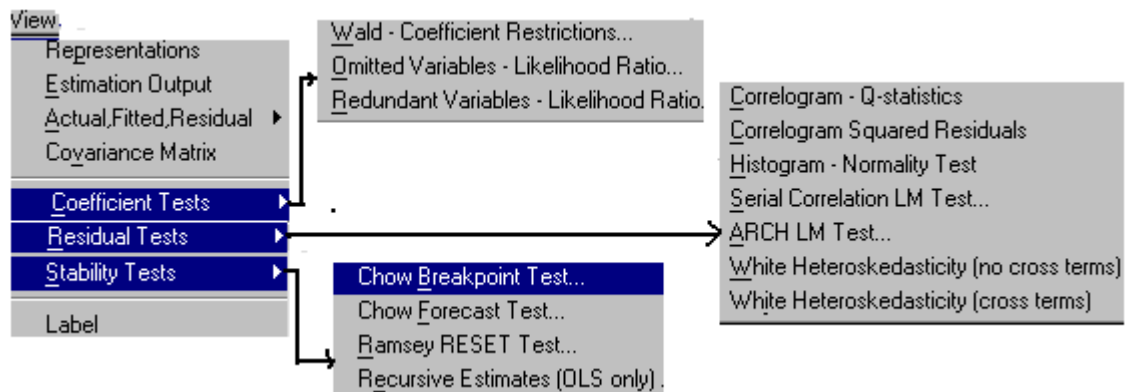 View
Representations
Estimation Output
Actual,Fitted,Residual
Covariance Matrix
Coefficient Tests
Residual Tests
Stability Tests
Label
Wald - Coefficient Restrictions...
Omitted Variables - Likelihood Ratio...
Redundant Variables - Likelihood Ratio.
Correlogram - Q-statistics
Correlogram Squared Residuals
Histogram - Normality Test
Serial Correlation LM Test...
ARCH LM Test...
White Heteroskedasticity (no cross terms)
White Heteroskedasticity (cross terms)
Chow Breakpoint Test...
Chow Forecast Test...
Ramsey RESET Test...
Recursive Estimates (OLS only).